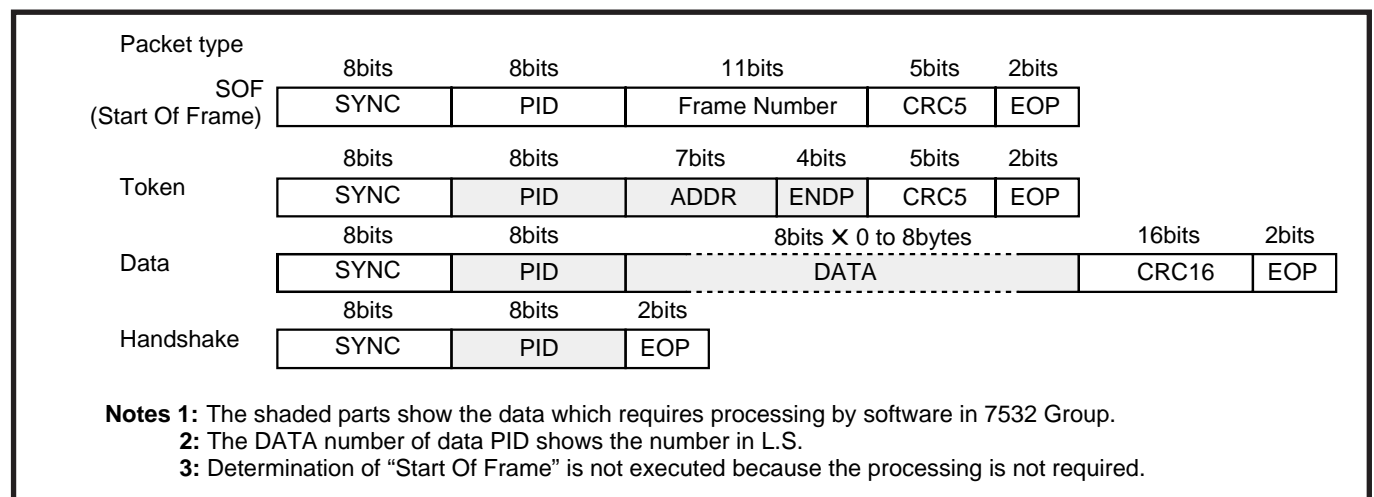 Packet type
8bits 8bits 11bits 5bits 2bits
SOF
(Start Of Frame)
SYNC PID Frame Number CRC5 EOP
8bits 8bits 7bits 4bits 5bits 2bits
Token
SYNC PID ADDR ENDP CRC5 EOP
8bits 8bits 8bits ✕ 0 to 8bytes 16bits 2bits
Data
SYNC PID DATA CRC16 EOP
8bits 8bits 2bits
Handshake
SYNC PID EOP
Notes 1: The shaded parts show the data which requires processing by software in 7532 Group.
2: The DATA number of data PID shows the number in L.S.
3: Determination of “Start Of Frame” is not executed because the processing is not required.